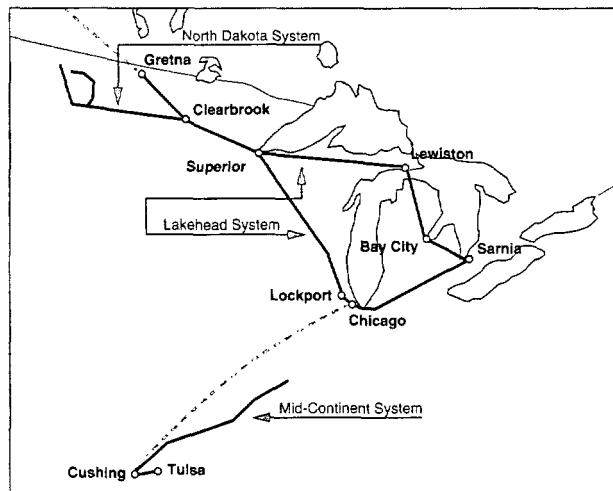 North Dakota System
Gretna
Clearbrook
Superior
Lewiston
Lakehead System
Bay City
Sarnia
Lockport
Chicago
Mid-Continent System
Cushing
Tulsa